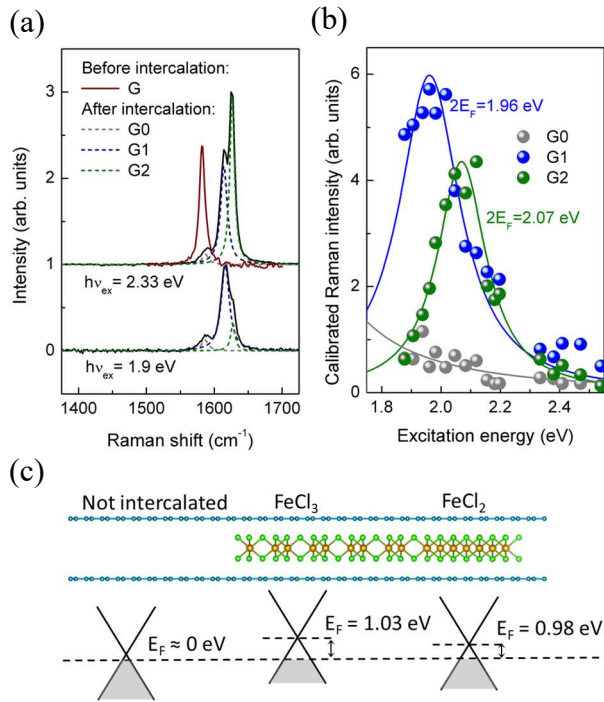 (a)
Before intercalation:
G
After intercalation:
G0
G1
G2
hν_ex = 2.33 eV
hν_ex = 1.9 eV
Intensity (arb. units)
3
2
1
0
1400 1500 1600 1700
Raman shift (cm⁻¹)
(b)
2E_F=1.96 eV
G0
G1
G2
2E_F=2.07 eV
Calibrated Raman intensity (arb. units)
6
4
2
0
1.8 2.0 2.2 2.4
Excitation energy (eV)
(c)
Not intercalated FeCl₃ FeCl₂
E_F ≈ 0 eV
E_F = 1.03 eV
E_F = 0.98 eV